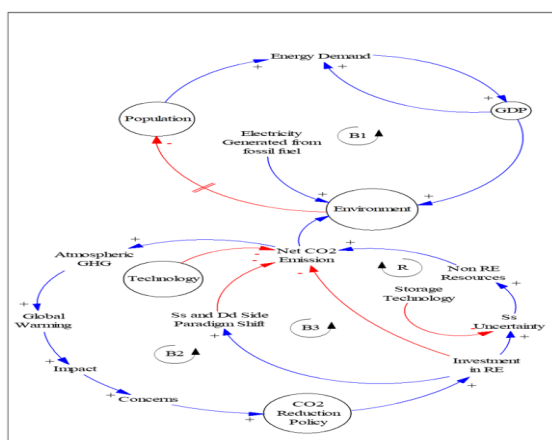 Energy Demand
+
+
+
GDP
Population
-
Electricity
Generated from
fossil fuel
B1
+
+
Environment
+
+
Net CO2
Emission
-
-
-
+
Atmospheric
GHG
Technology
R
Non RE
Resources
+
Storage
Technology
+
Global
Warming
Ss and Dd Side
Paradigm Shift
+
B3
-
Ss
Uncertainty
+
B2
+
Impact
Investment
in RE
+
+
Concerns
+
CO2
Reduction
Policy